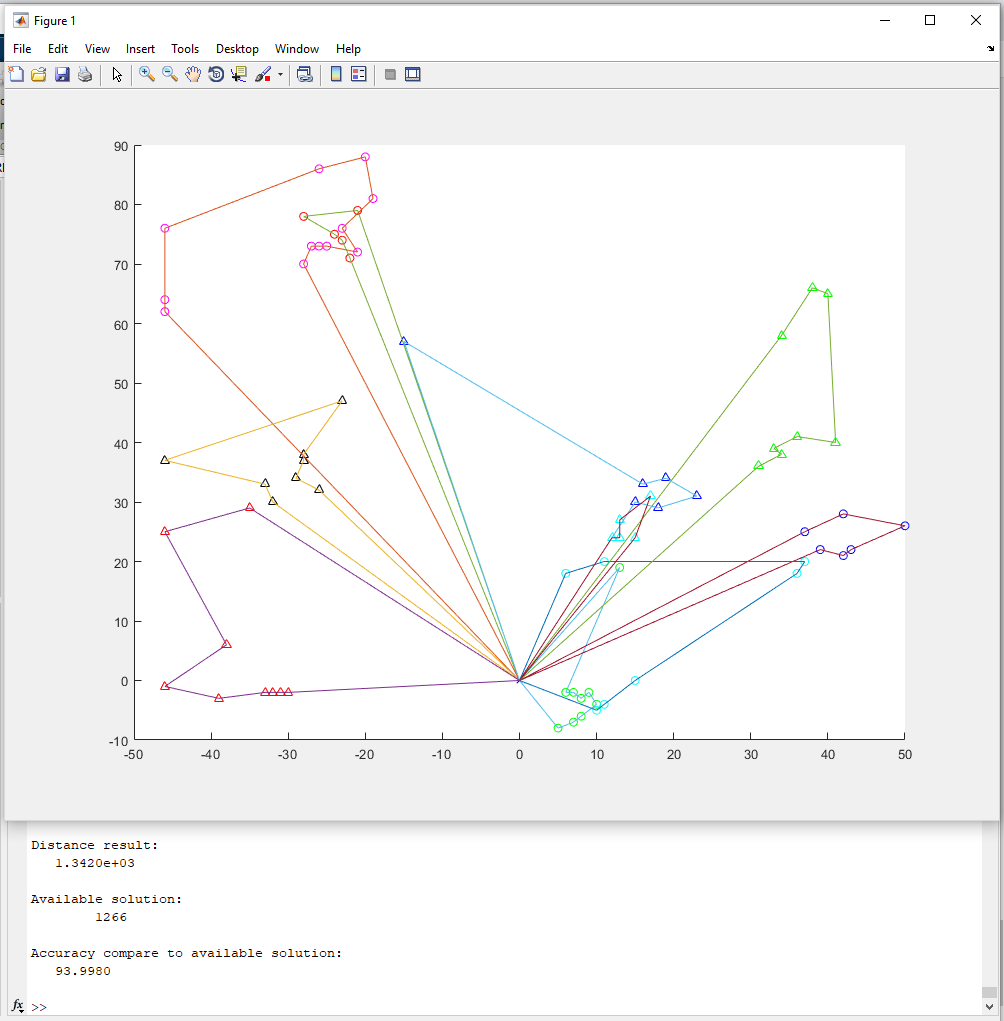 Figure 1
File Edit View Insert Tools Desktop Window Help
90
80
70
60
50
40
30
20
10
0
-10
-50 -40 -30 -20 -10 0 10 20 30 40 50
Distance result:
1.3420e+03
Available solution:
1266
Accuracy compare to available solution:
93.9980
fx >>